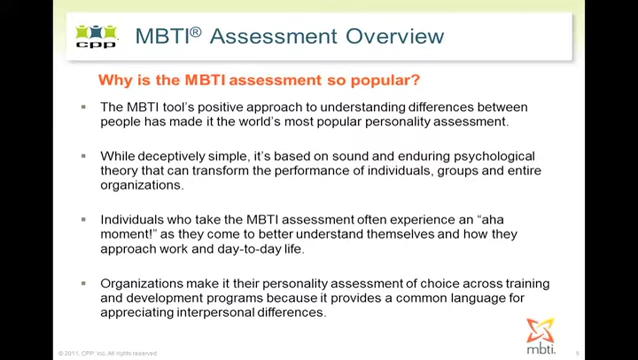 cpp
MBTI® Assessment Overview
Why is the MBTI assessment so popular?
The MBTI tool's positive approach to understanding differences between
people has made it the world's most popular personality assessment.
While deceptively simple, it's based on sound and enduring psychological
theory that can transform the performance of individuals, groups and entire
organizations.
Individuals who take the MBTI assessment often experience an “aha
moment!” as they come to better understand themselves and how they
approach work and day-to-day life.
Organizations make it their personality assessment of choice across training
and development programs because it provides a common language for
appreciating interpersonal differences.
mbti.
© 2011, CPP, Inc. All rights reserved.